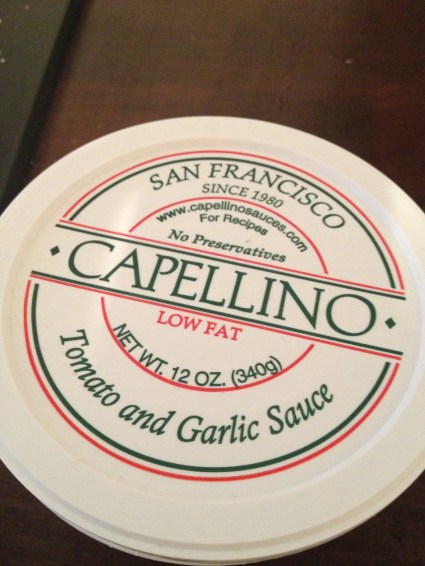 SAN FRANCISCO
SINCE 1980
www.capellinosauces.com
For Recipes
No Preservatives
CAPELLINO
LOW FAT
NET WT. 12 OZ. (340g)
Tomato and Garlic Sauce